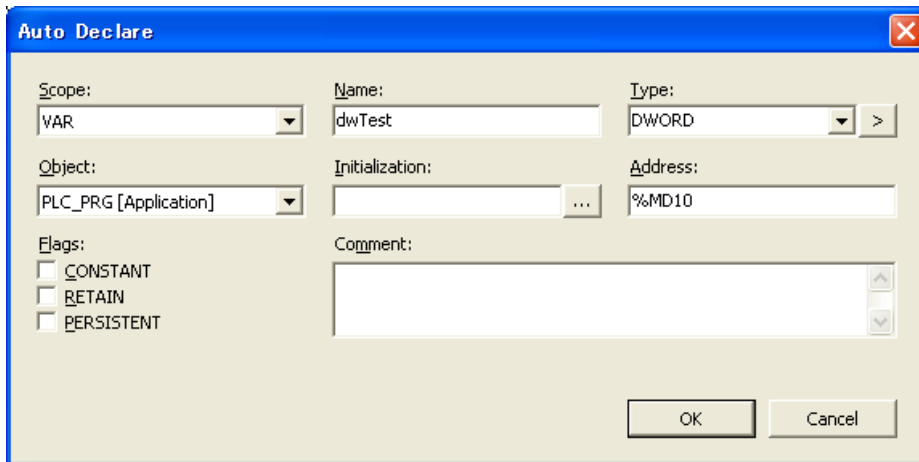 Auto Declare
Scope: Name: Type:
VAR dwTest DWORD >
Object: Initialization: Address:
PLC_PRG [Application] ... %MD10
Flags: Comment:
CONSTANT
RETAIN
PERSISTENT
OK Cancel